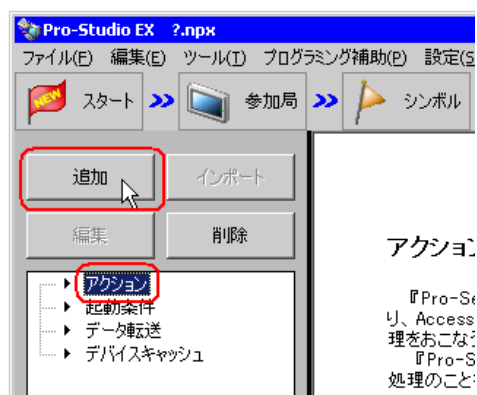 Pro-Studio EX ?.npx
ファイル(F) 編集(E) ツール(T) プログラミング補助(P) 設定(S
NEW スタート 参加局 シンボル
追加 インポート
編集 削除
アクション
起動条件
データ転送
デバイスキャッシュ
アクション
『Pro-Se
り、Access
理をおこなう
『Pro-S
処理のこと